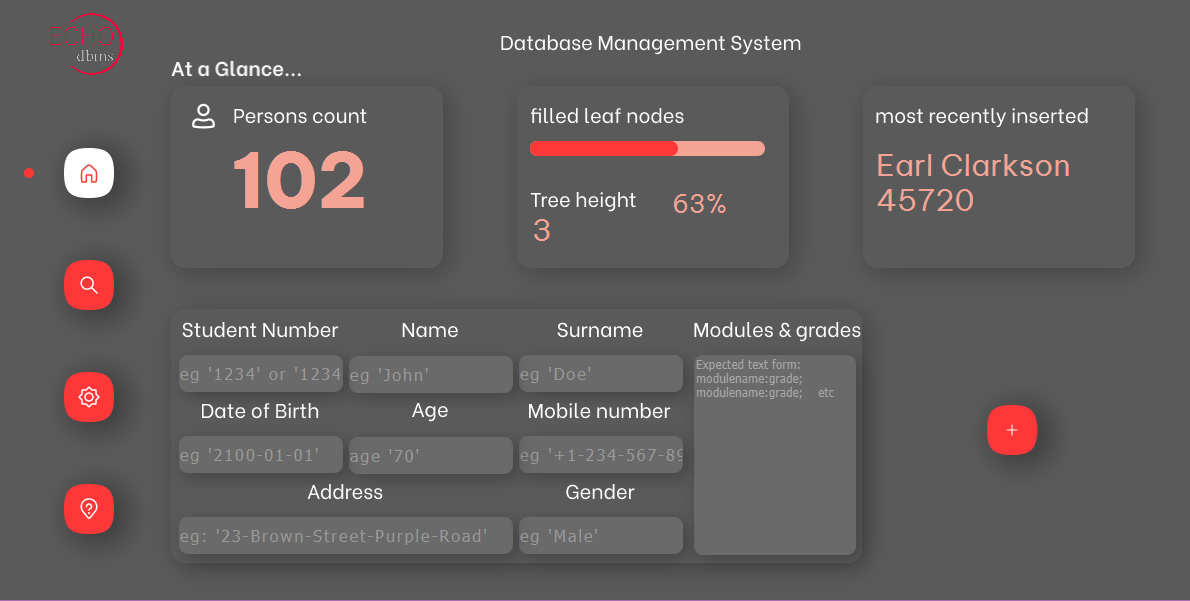 ECHO
dbms
Database Management System
At a Glance...
Persons count
102
filled leaf nodes
Tree height
63%
3
most recently inserted
Earl Clarkson
45720
Student Number
Name
Surname
Modules & grades
eg '1234' or '1234
eg 'John'
eg 'Doe'
Expected text form:
modulename:grade;
modulename:grade; etc
Date of Birth
Age
Mobile number
eg '2100-01-01'
age '70'
eg '+1-234-567-89
Address
Gender
eg: '23-Brown-Street-Purple-Road'
eg 'Male'